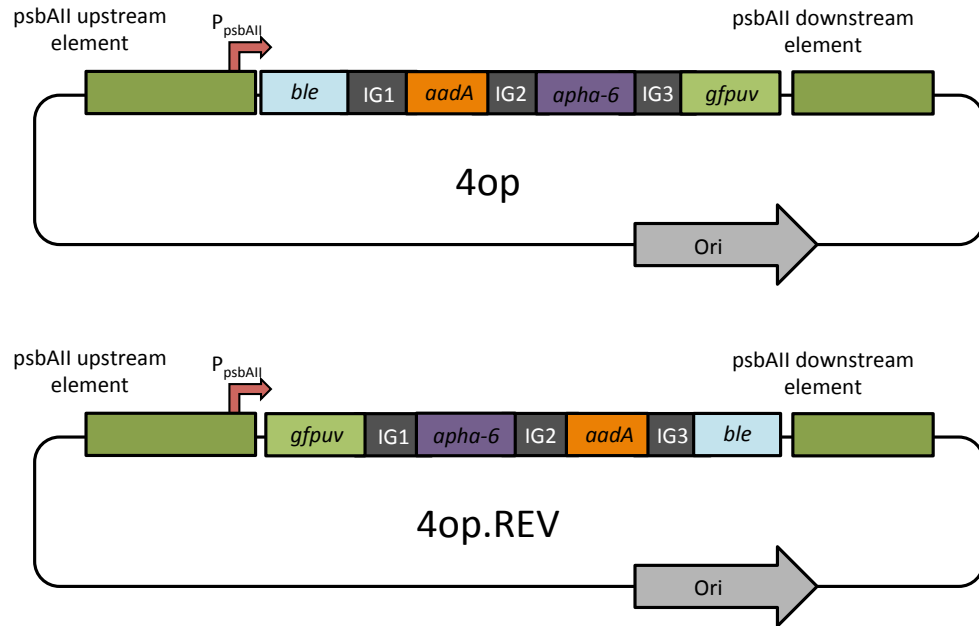 psbAII upstream
element
PpsbAII
psbAII downstream
element
ble IG1 aadA IG2 apha-6 IG3 gfpuv
4op
Ori
psbAII upstream
element
PpsbAII
psbAII downstream
element
gfpuv IG1 apha-6 IG2 aadA IG3 ble
4op.REV
Ori